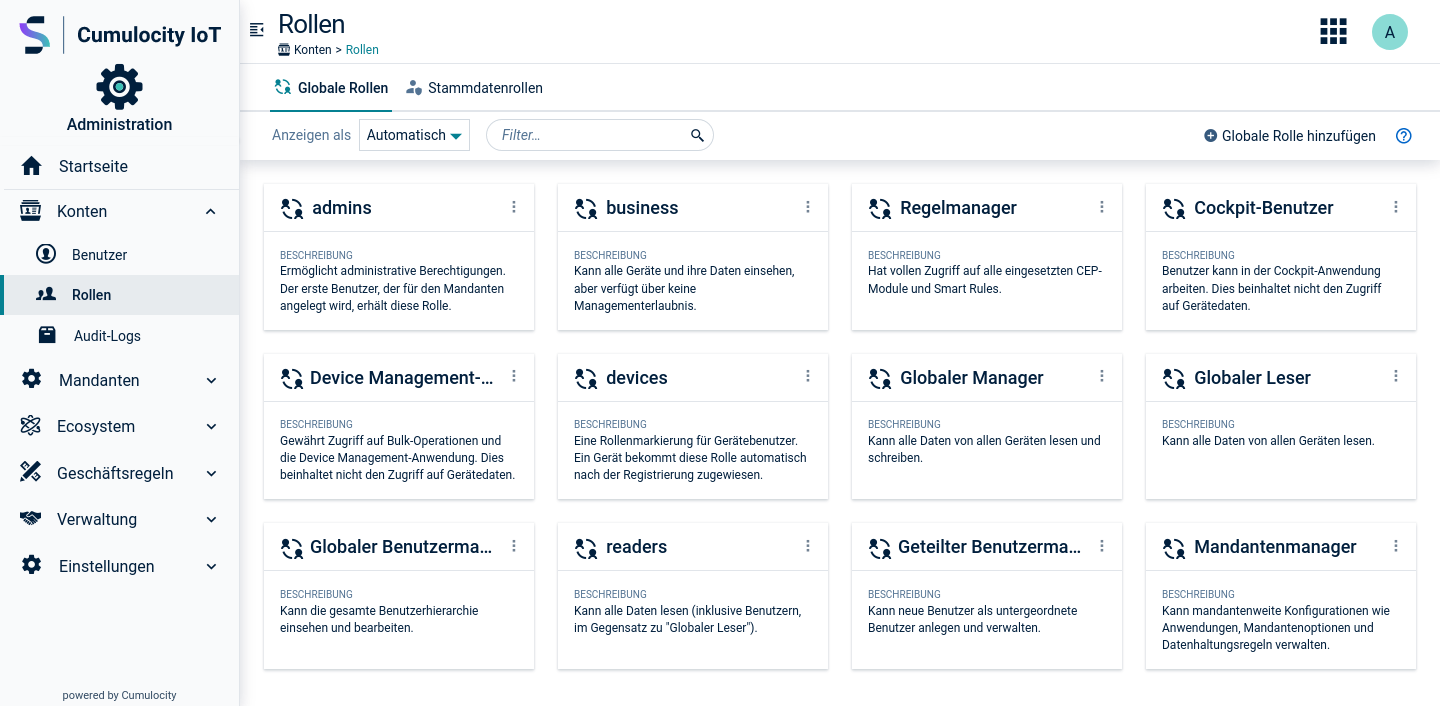 Cumulocity IoT
Administration
Startseite
Konten
Benutzer
Rollen
Audit-Logs
Mandanten
Ecosystem
Geschäftsregeln
Verwaltung
Einstellungen
powered by Cumulocity
Rollen
Konten > Rollen
A
Globale Rollen
Stammdatenrollen
Anzeigen als
Automatisch
Filter...
Globale Rolle hinzufügen
admins
BESCHREIBUNG
Ermöglicht administrative Berechtigungen.
Der erste Benutzer, der für den Mandanten
angelegt wird, erhält diese Rolle.
business
BESCHREIBUNG
Kann alle Geräte und ihre Daten einsehen,
aber verfügt über keine
Managementerlaubnis.
Regelmanager
BESCHREIBUNG
Hat vollen Zugriff auf alle eingesetzten CEP-
Module und Smart Rules.
Cockpit-Benutzer
BESCHREIBUNG
Benutzer kann in der Cockpit-Anwendung
arbeiten. Dies beinhaltet nicht den Zugriff
auf Gerätedaten.
Device Management-...
BESCHREIBUNG
Gewährt Zugriff auf Bulk-Operationen und
die Device Management-Anwendung. Dies
beinhaltet nicht den Zugriff auf Gerätedaten.
devices
BESCHREIBUNG
Eine Rollenmarkierung für Gerätebenutzer.
Ein Gerät bekommt diese Rolle automatisch
nach der Registrierung zugewiesen.
Globaler Manager
BESCHREIBUNG
Kann alle Daten von allen Geräten lesen und
schreiben.
Globaler Leser
BESCHREIBUNG
Kann alle Daten von allen Geräten lesen.
Globaler Benutzerma...
BESCHREIBUNG
Kann die gesamte Benutzerhierarchie
einsehen und bearbeiten.
readers
BESCHREIBUNG
Kann alle Daten lesen (inklusive Benutzern,
im Gegensatz zu "Globaler Leser").
Geteilter Benutzerma...
BESCHREIBUNG
Kann neue Benutzer als untergeordnete
Benutzer anlegen und verwalten.
Mandantenmanager
BESCHREIBUNG
Kann mandantenweite Konfigurationen wie
Anwendungen, Mandantenoptionen und
Datenhaltungsregeln verwalten.